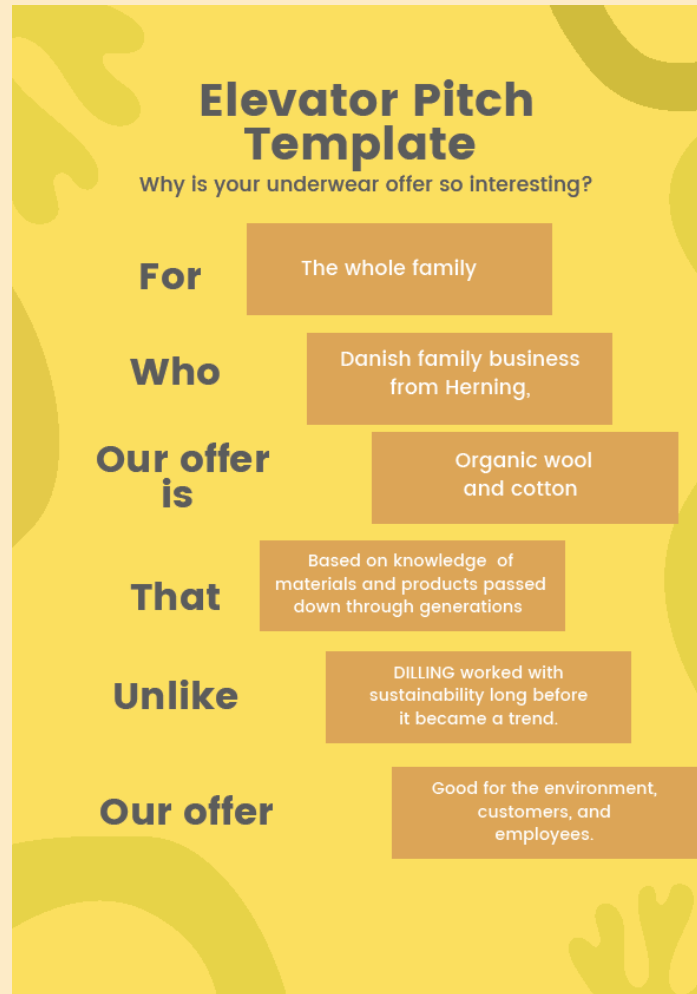 Elevator Pitch
Template
Why is your underwear offer so interesting?
For
The whole family
Who
Danish family business
from Herning,
Our offer
is
Organic wool
and cotton
That
Based on knowledge of
materials and products passed
down through generations
Unlike
DILLING worked with
sustainability long before
it became a trend.
Our offer
Good for the environment,
customers, and
employees.